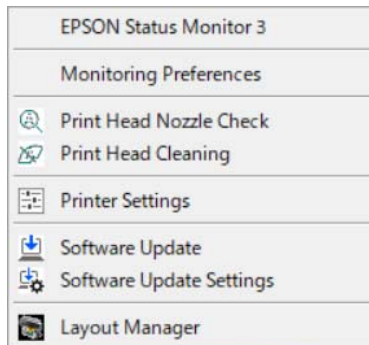 EPSON Status Monitor 3
Monitoring Preferences
Print Head Nozzle Check
Print Head Cleaning
Printer Settings
Software Update
Software Update Settings
Layout Manager